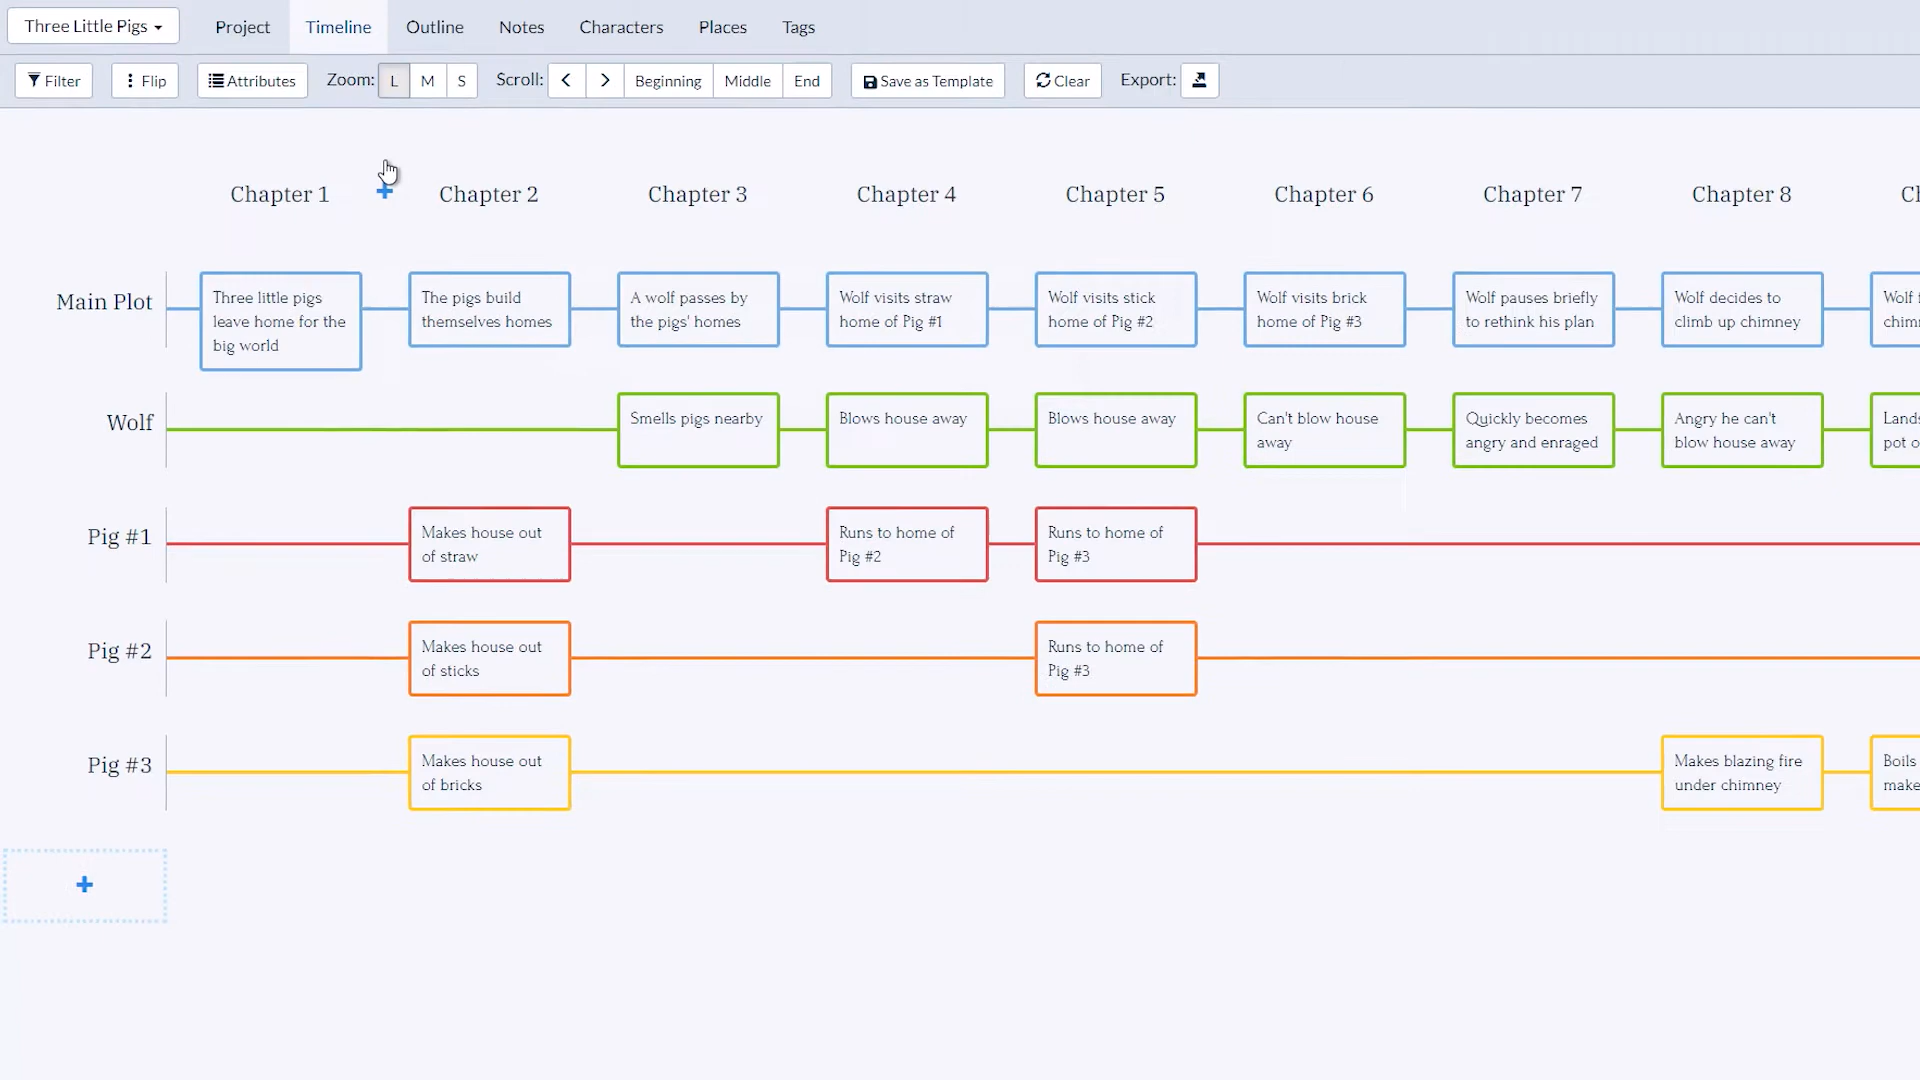 Three Little Pigs
Project
Timeline
Outline
Notes
Characters
Places
Tags
Filter
Flip
Attributes
Zoom:
L
M
S
Scroll:
Beginning
Middle
End
Save as Template
Clear
Export:
Chapter 1
Chapter 2
Chapter 3
Chapter 4
Chapter 5
Chapter 6
Chapter 7
Chapter 8
Ch
Main Plot
Three little pigs
leave home for the
big world
The pigs build
themselves homes
A wolf passes by
the pigs' homes
Wolf visits straw
home of Pig #1
Wolf visits stick
home of Pig #2
Wolf visits brick
home of Pig #3
Wolf pauses briefly
to rethink his plan
Wolf decides to
climb up chimney
Wolf
chim
Wolf
Smells pigs nearby
Blows house away
Blows house away
Can't blow house
away
Quickly becomes
angry and enraged
Angry he can't
blow house away
Lands
pot o
Pig #1
Makes house out
of straw
Runs to home of
Pig #2
Runs to home of
Pig #3
Pig #2
Makes house out
of sticks
Runs to home of
Pig #3
Pig #3
Makes house out
of bricks
Makes blazing fire
under chimney
Boils
make